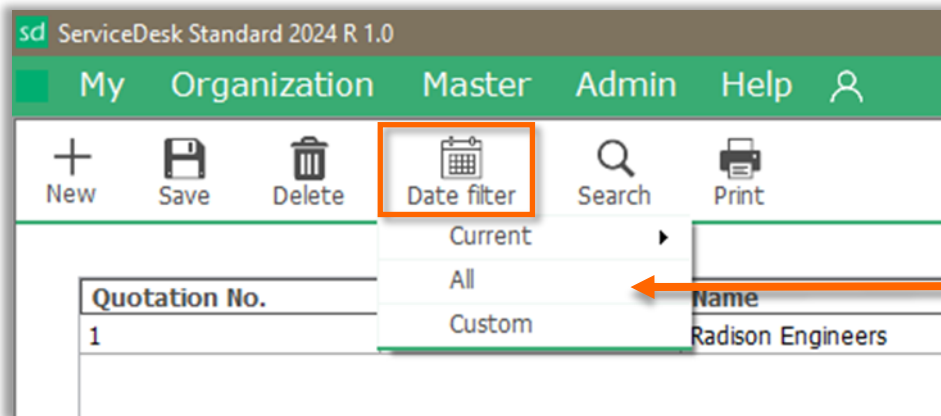 sd ServiceDesk Standard 2024 R 1.0
My Organization Master Admin Help
New Save Delete Date filter Search Print
Current
All
Custom
Quotation No. Name
1 Radison Engineers